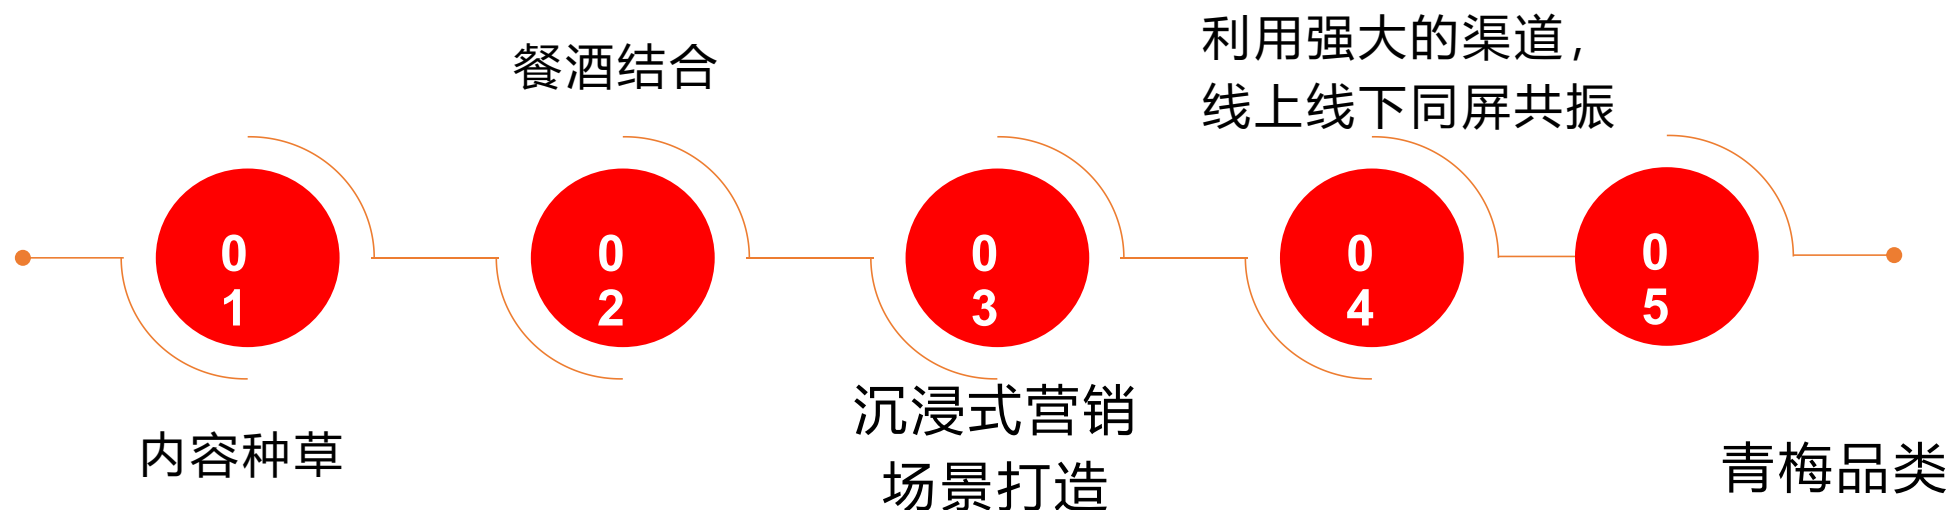 餐酒结合
利用强大的渠道，
线上线下同屏共振
0
1
0
2
0
3
0
4
0
5
内容种草
沉浸式营销
场景打造
青梅品类